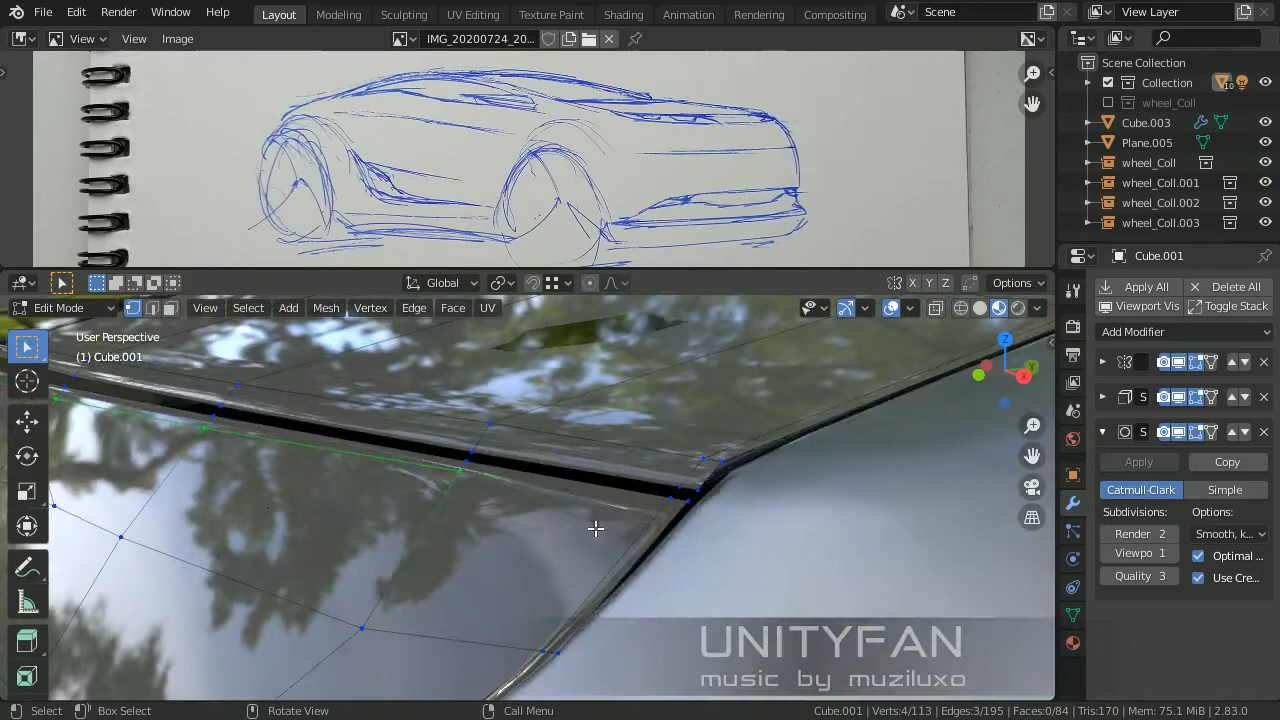 File Edit Render Window Help Layout Modeling Sculpting UV Editing Texture Paint Shading Animation Rendering Compositing Scene View Layer
View View Image IMG_20200724_20...
Scene Collection
Collection 10
wheel_Coll
Cube.003
Plane.005
wheel_Coll
wheel_Coll.001
wheel_Coll.002
wheel_Coll.003
Cube.001
Global X Y Z Options
Edit Mode View Select Add Mesh Vertex Edge Face UV
User Perspective
(1) Cube.001
Z
Y
X
Apply All Delete All
Viewport Vis Toggle Stack
Add Modifier
S
S
Apply Copy
Catmull-Clark Simple
Subdivisions: Options:
Render 2 Smooth, k...
Viewpo 1 Optimal ...
Quality 3 Use Cre...
UNITYFAN
music by muziluxo
Select Box Select Rotate View Call Menu Cube.001 | Verts:4/113 | Edges:3/195 | Faces:0/84 | Tris:170 | Mem: 75.1 MiB | 2.83.0